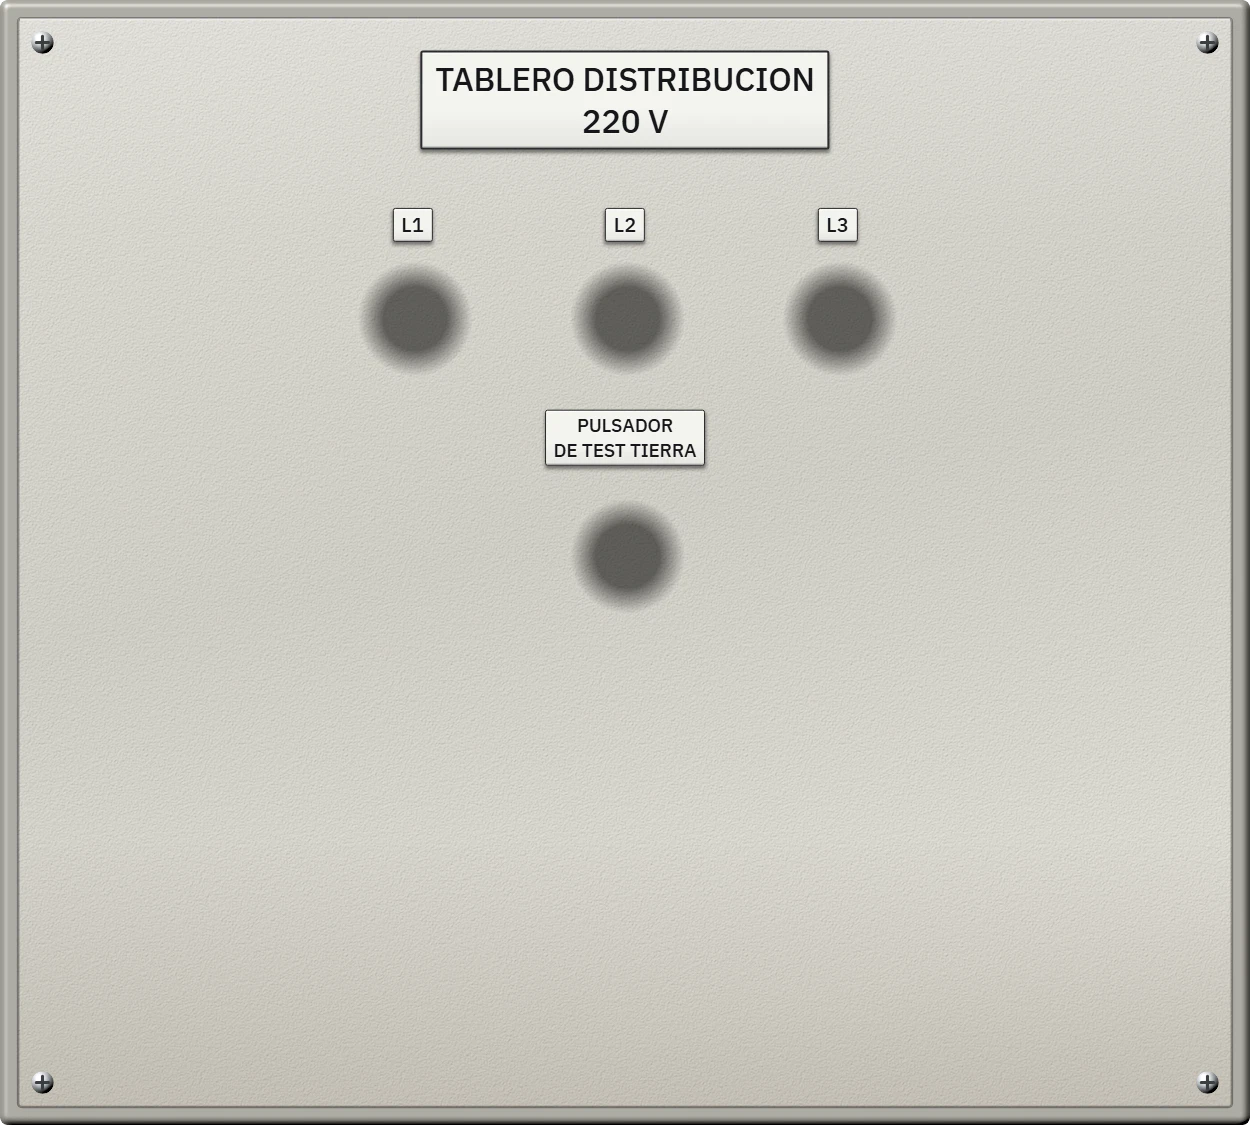 TABLERO DISTRIBUCION
220 V
L1
L2
L3
PULSADOR
DE TEST TIERRA